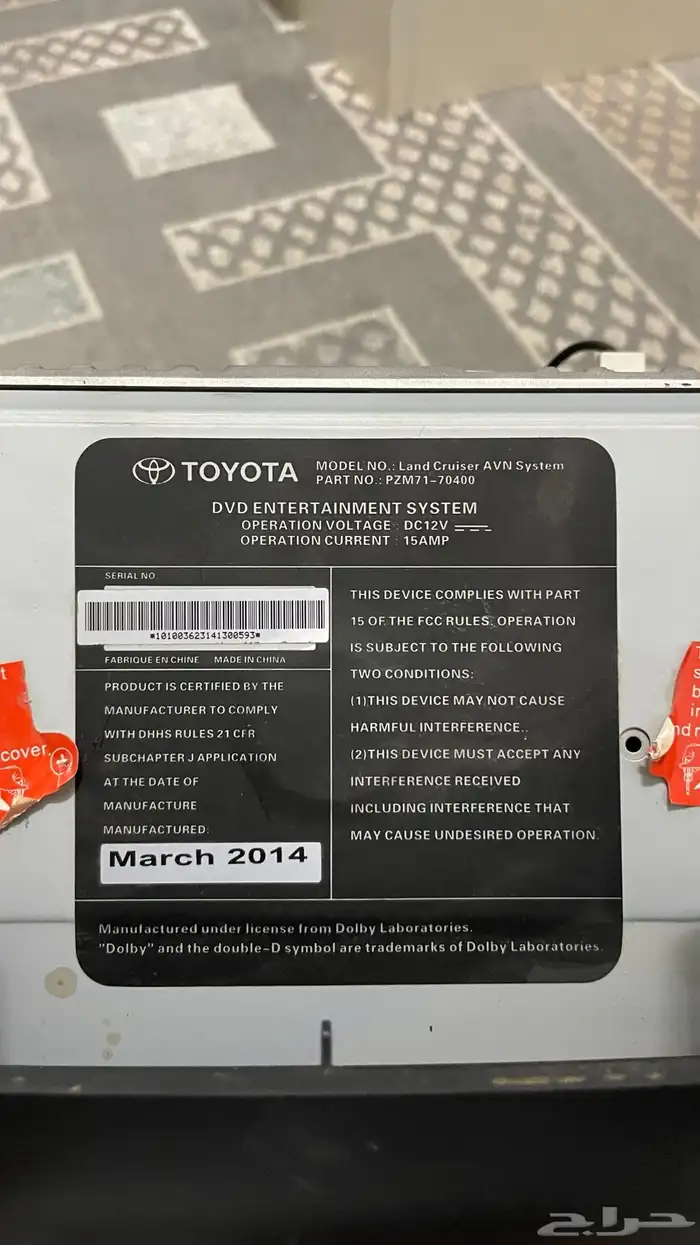 TOYOTA
MODEL NO.: Land Cruiser AVN System
PART NO.: PZM71-70400
DVD ENTERTAINMENT SYSTEM
OPERATION VOLTAGE : DC12V
OPERATION CURRENT : 15AMP
SERIAL NO.
*101003623141300593*
FABRIQUE EN CHINE MADE IN CHINA
PRODUCT IS CERTIFIED BY THE
MANUFACTURER TO COMPLY
WITH DHHS RULES 21 CFR
SUBCHAPTER J APPLICATION
AT THE DATE OF
MANUFACTURE
MANUFACTURED:
March 2014
THIS DEVICE COMPLIES WITH PART
15 OF THE FCC RULES. OPERATION
IS SUBJECT TO THE FOLLOWING
TWO CONDITIONS:
(1)THIS DEVICE MAY NOT CAUSE
HARMFUL INTERFERENCE..
(2)THIS DEVICE MUST ACCEPT ANY
INTERFERENCE RECEIVED
INCLUDING INTERFERENCE THAT
MAY CAUSE UNDESIRED OPERATION.
Manufactured under license from Dolby Laboratories.
"Dolby" and the double-D symbol are trademarks of Dolby Laboratories.
cover
حراج